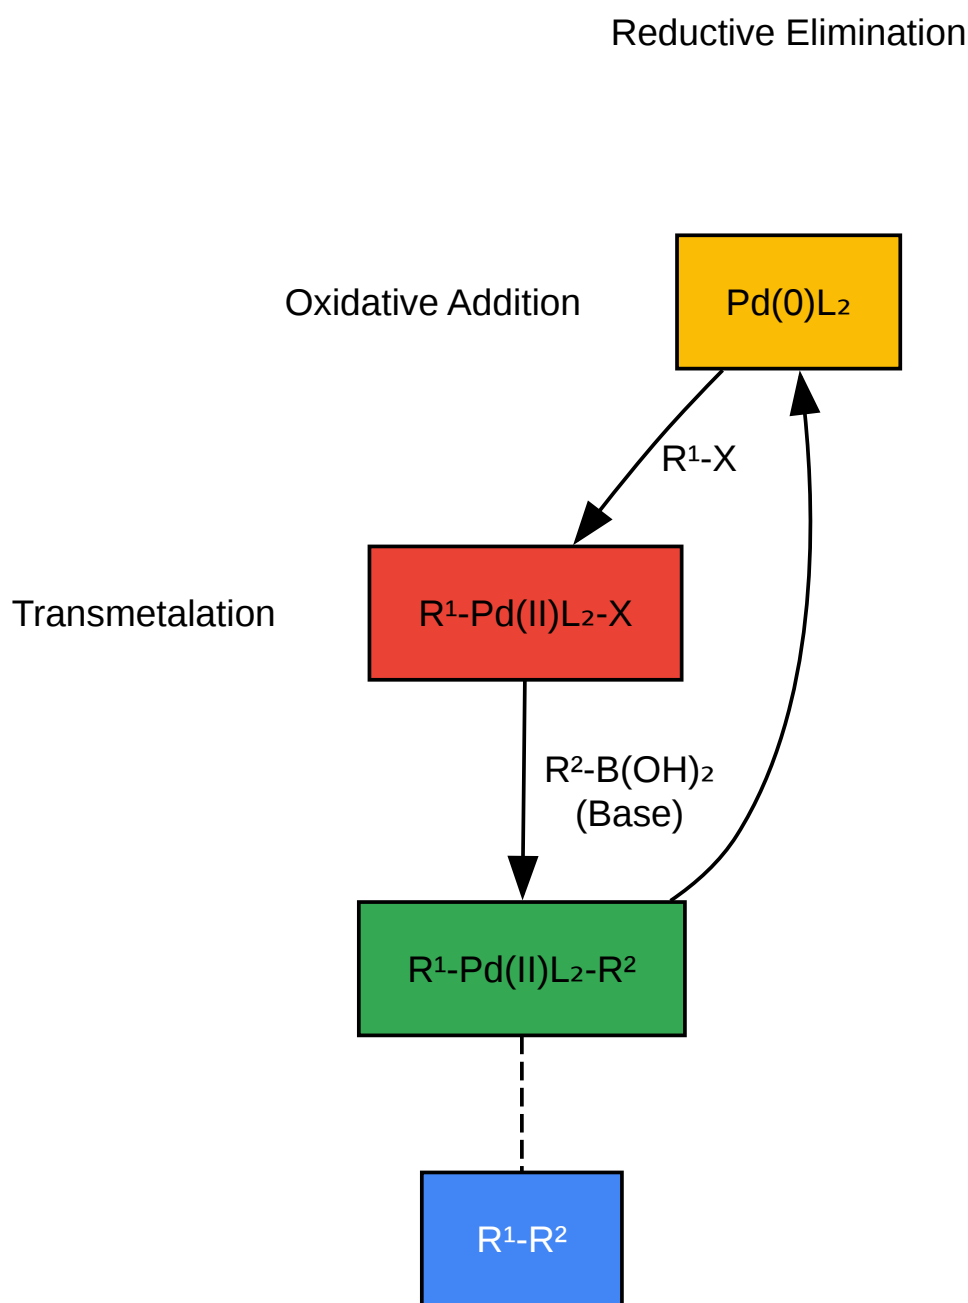 Reductive Elimination
Oxidative Addition
Pd(0)L₂
R¹-X
Transmetalation
R¹-Pd(II)L₂-X
R²-B(OH)₂
(Base)
R¹-Pd(II)L₂-R²
R¹-R²